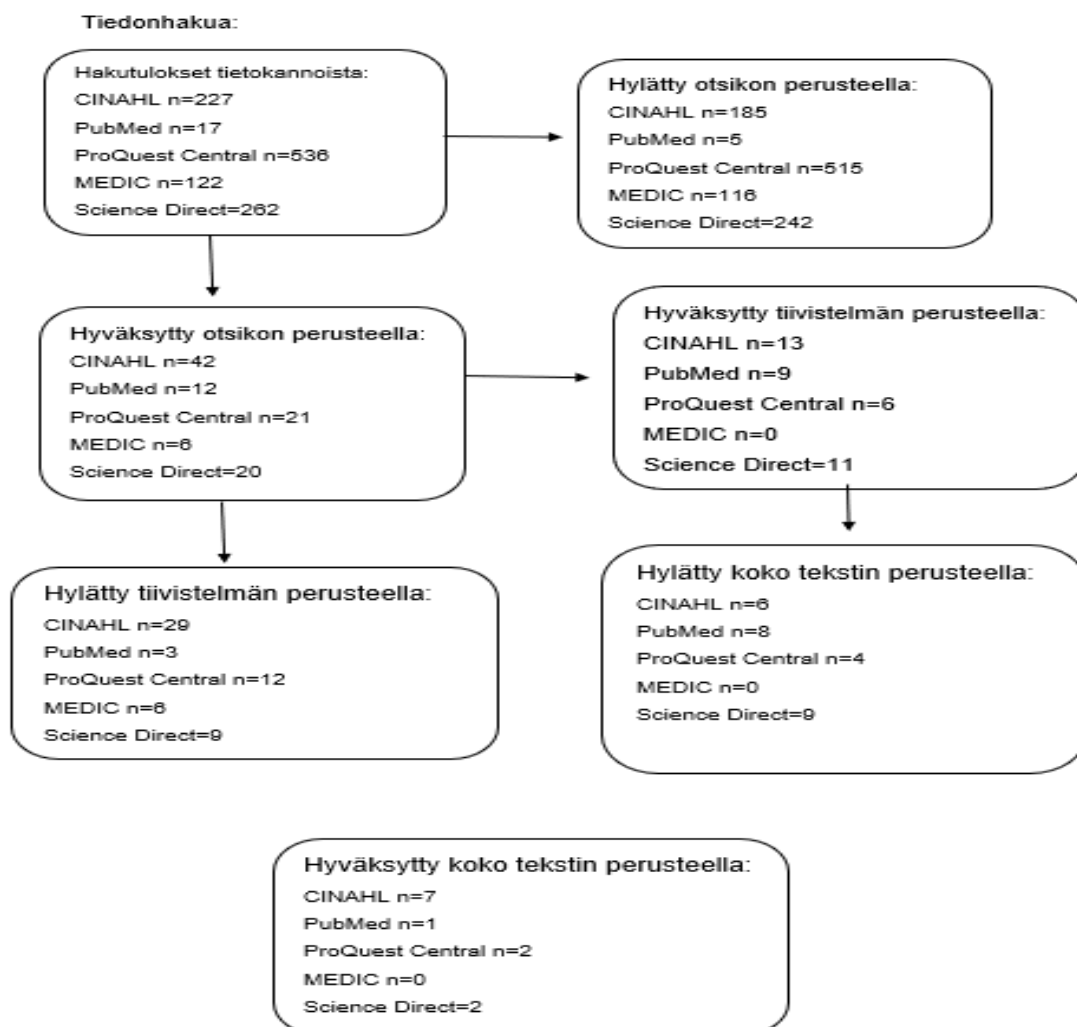 Tiedonhakua:
Hakutulokset tietokannoista:
CINAHL n=227
PubMed n=17
ProQuest Central n=536
MEDIC n=122
Science Direct=262
Hylätty otsikon perusteella:
CINAHL n=185
PubMed n=5
ProQuest Central n=515
MEDIC n=116
Science Direct=242
Hyväksytty otsikon perusteella:
CINAHL n=42
PubMed n=12
ProQuest Central n=21
MEDIC n=6
Science Direct=20
Hyväksytty tiivistelmän perusteella:
CINAHL n=13
PubMed n=9
ProQuest Central n=6
MEDIC n=0
Science Direct=11
Hylätty tiivistelmän perusteella:
CINAHL n=29
PubMed n=3
ProQuest Central n=12
MEDIC n=6
Science Direct=9
Hylätty koko tekstin perusteella:
CINAHL n=6
PubMed n=8
ProQuest Central n=4
MEDIC n=0
Science Direct=9
Hyväksytty koko tekstin perusteella:
CINAHL n=7
PubMed n=1
ProQuest Central n=2
MEDIC n=0
Science Direct=2